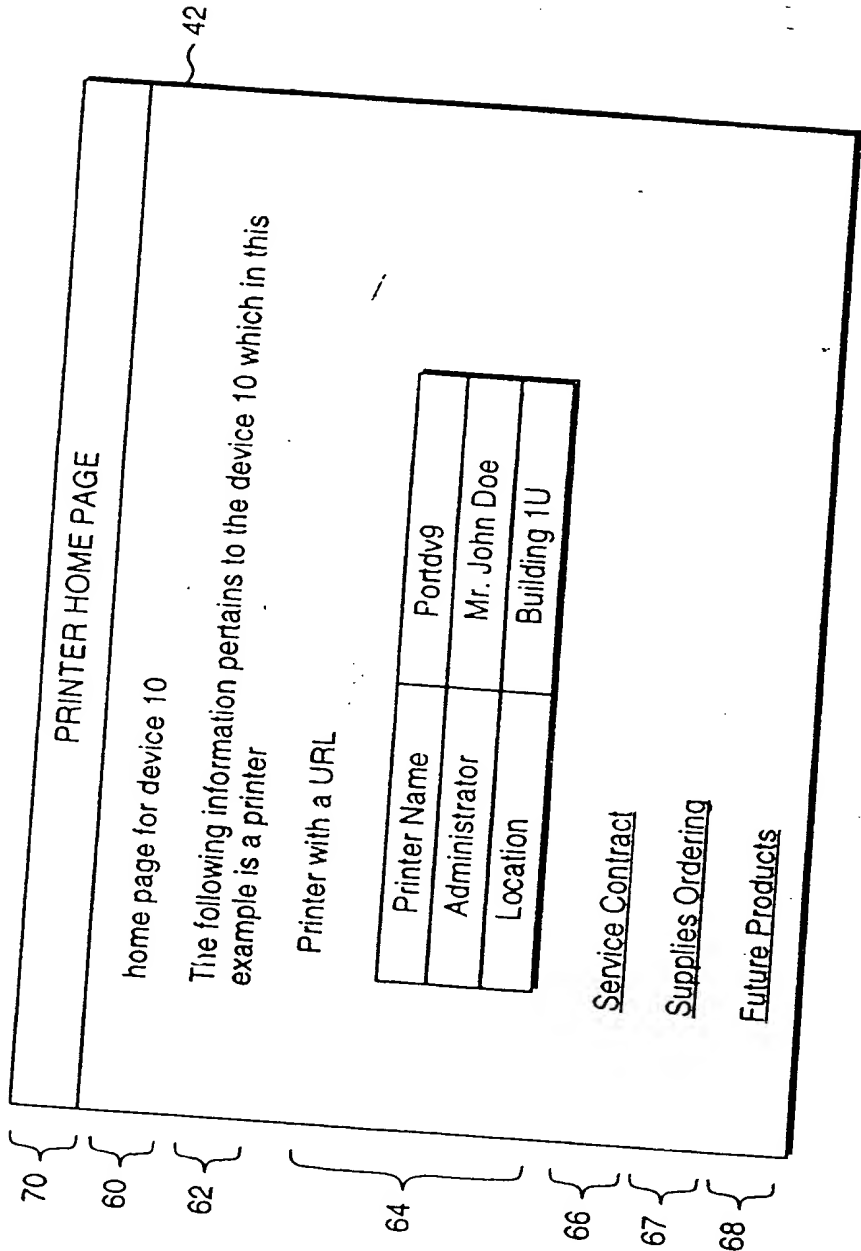 PRINTER HOME PAGE
42
home page for device 10
The following information pertains to the device 10 which in this
example is a printer
Printer with a URL
Printer Name Portdv9
Administrator Mr. John Doe
Location Building 1U
Service Contract
Supplies Ordering
Future Products
70
60
62
64
66
67
68